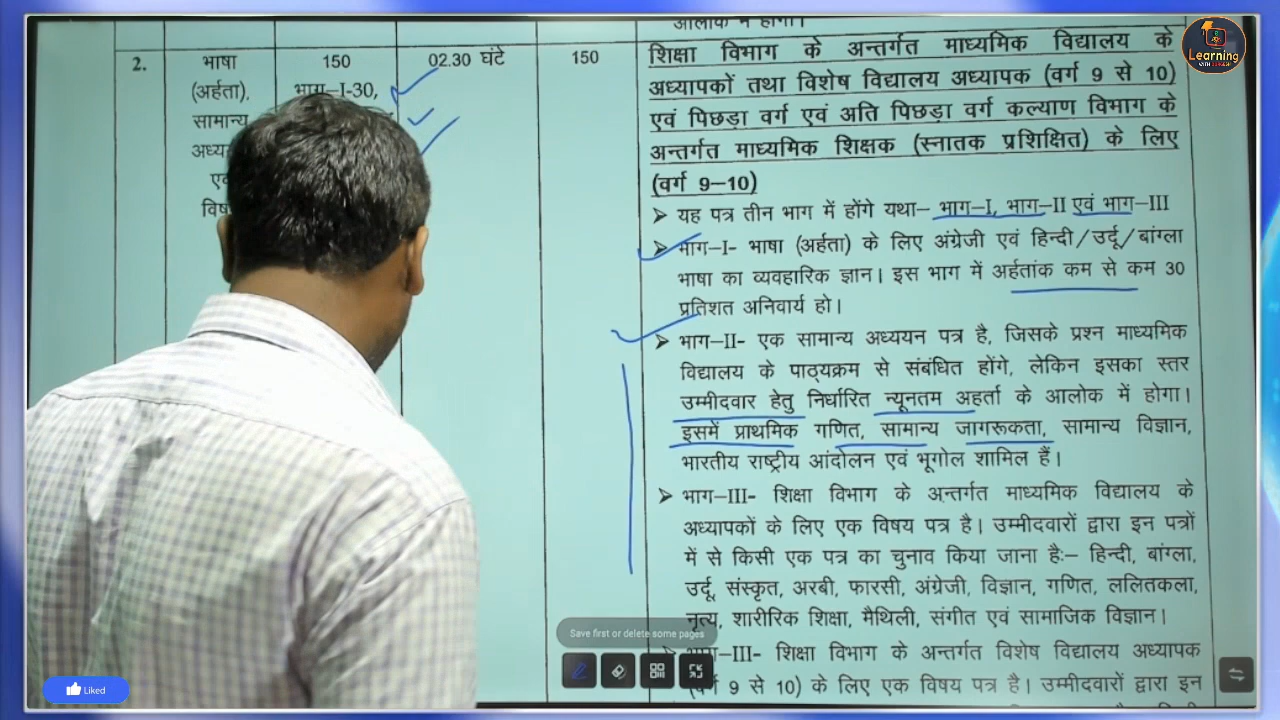 आलोक में होगा।
2.
भाषा
(अर्हता),
सामान्य
150
भाग–I-30,
02.30 घंटे
150
शिक्षा विभाग के अन्तर्गत माध्यमिक विद्यालय के
अध्यापकों तथा विशेष विद्यालय अध्यापक (वर्ग 9 से 10)
एवं पिछड़ा वर्ग एवं अति पिछड़ा वर्ग कल्याण विभाग के
अन्तर्गत माध्यमिक शिक्षक (स्नातक प्रशिक्षित) के लिए
(वर्ग 9–10)
➤ यह पत्र तीन भाग में होंगे यथा– भाग–I, भाग–II एवं भाग–III
➤ भाग–I- भाषा (अर्हता) के लिए अंग्रेजी एवं हिन्दी/उर्दू/बांग्ला
भाषा का व्यवहारिक ज्ञान। इस भाग में अर्हतांक कम से कम 30
प्रतिशत अनिवार्य हो।
➤ भाग–II- एक सामान्य अध्ययन पत्र है, जिसके प्रश्न माध्यमिक
विद्यालय के पाठ्यक्रम से संबंधित होंगे, लेकिन इसका स्तर
उम्मीदवार हेतु निर्धारित न्यूनतम अहर्ता के आलोक में होगा।
इसमें प्राथमिक गणित, सामान्य जागरूकता, सामान्य विज्ञान,
भारतीय राष्ट्रीय आंदोलन एवं भूगोल शामिल हैं।
➤ भाग–III- शिक्षा विभाग के अन्तर्गत माध्यमिक विद्यालय के
अध्यापकों के लिए एक विषय पत्र है। उम्मीदवारों द्वारा इन पत्रों
में से किसी एक पत्र का चुनाव किया जाना हैः– हिन्दी, बांग्ला,
उर्दू, संस्कृत, अरबी, फारसी, अंग्रेजी, विज्ञान, गणित, ललितकला,
नृत्य, शारीरिक शिक्षा, मैथिली, संगीत एवं सामाजिक विज्ञान।
➤ भाग–III- शिक्षा विभाग के अन्तर्गत विशेष विद्यालय अध्यापक
(वर्ग 9 से 10) के लिए एक विषय पत्र है। उम्मीदवारों द्वारा इन
Save first or delete some pages
Liked
Learning